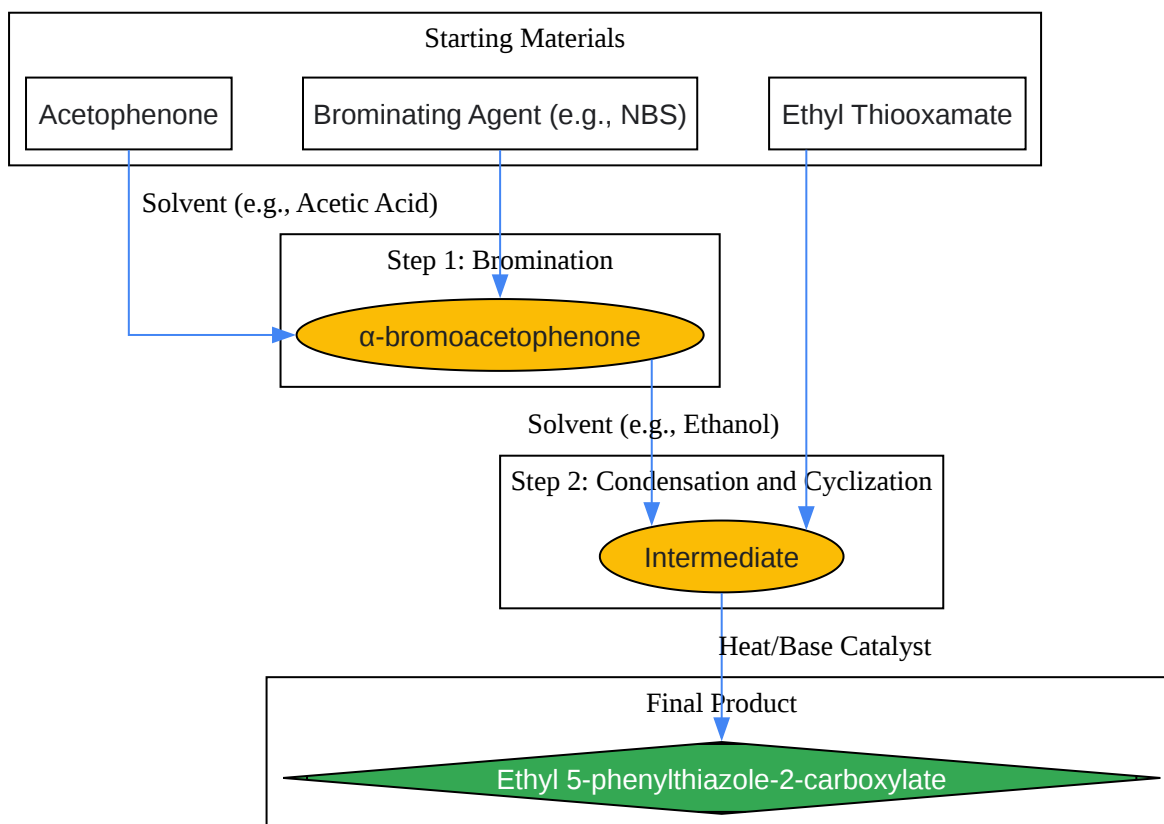 Starting Materials
Acetophenone
Brominating Agent (e.g., NBS)
Ethyl Thiooxamate
Solvent (e.g., Acetic Acid)
Step 1: Bromination
α-bromoacetophenone
Solvent (e.g., Ethanol)
Step 2: Condensation and Cyclization
Intermediate
Heat/Base Catalyst
Final Product
Ethyl 5-phenylthiazole-2-carboxylate